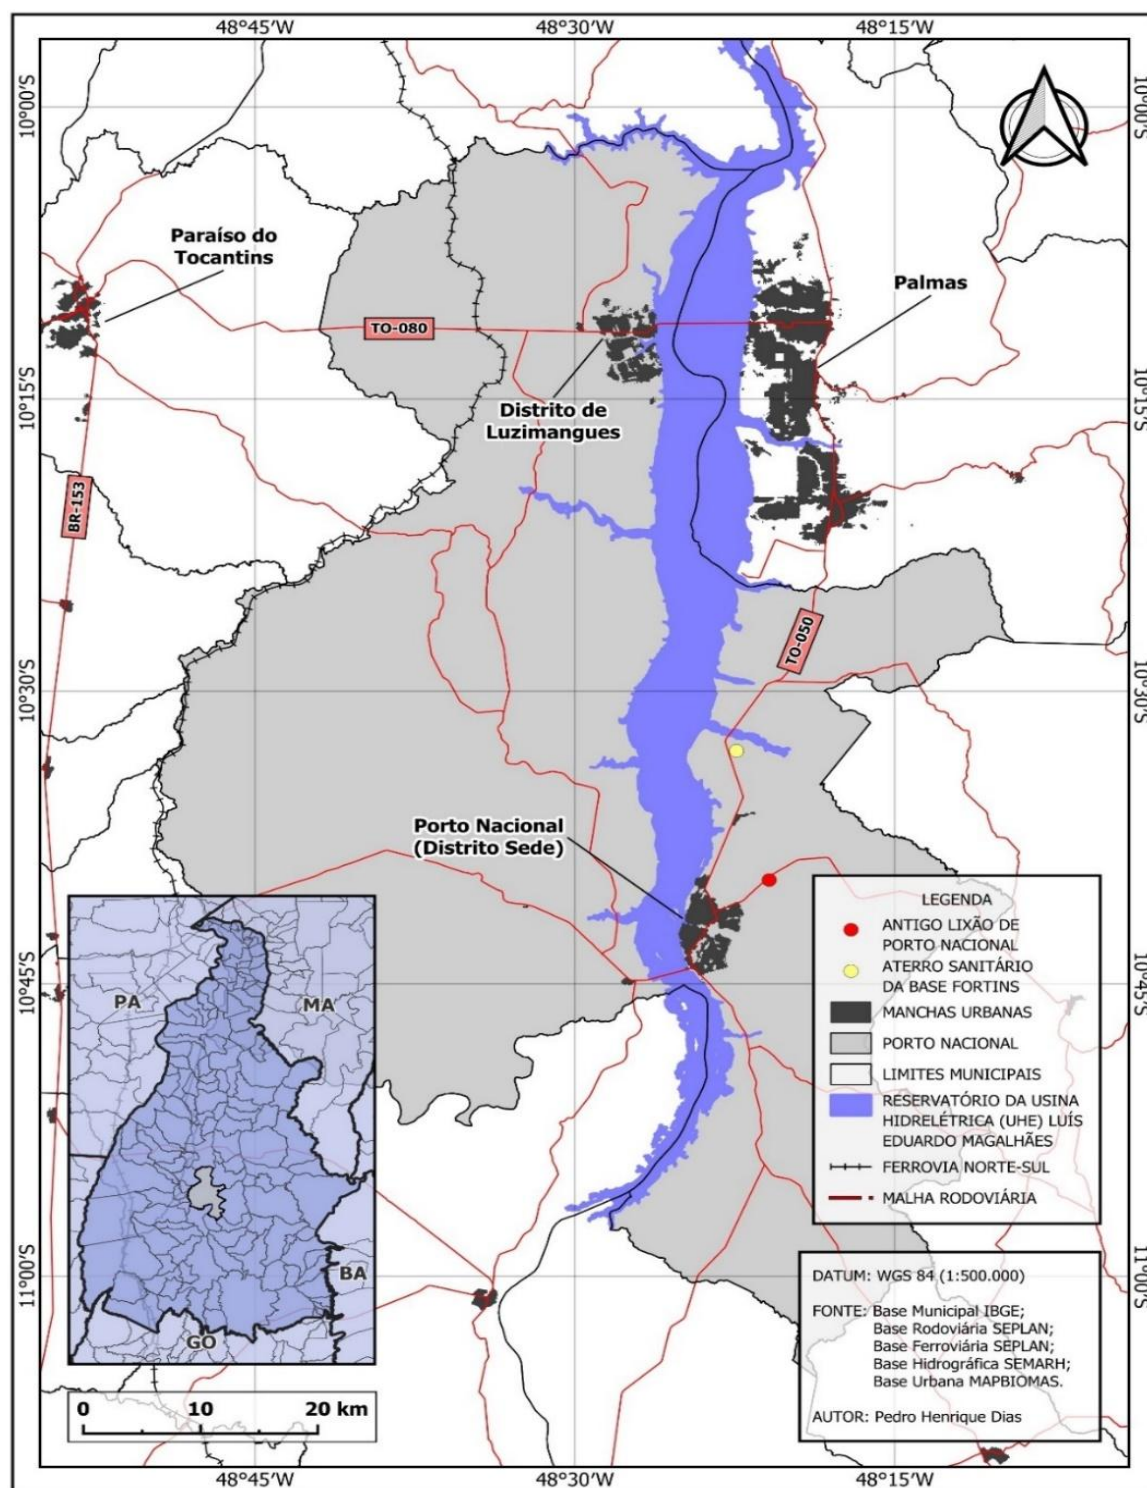 48°45'W 48°30'W 48°15'W
10°00'S
10°00'S
Paraíso do
Tocantins
Palmas
TO-080
10°15'S
10°15'S
Distrito de
Luzimangues
BR-153
TO-050
10°30'S
10°30'S
Porto Nacional
(Distrito Sede)
10°45'S
10°45'S
LEGENDA
ANTIGO LIXÃO DE
PORTO NACIONAL
ATERRO SANITÁRIO
DA BASE FORTINS
MANCHAS URBANAS
PORTO NACIONAL
LIMITES MUNICIPAIS
RESERVATÓRIO DA USINA
HIDRELÉTRICA (UHE) LUÍS
EDUARDO MAGALHÃES
FERROVIA NORTE-SUL
MALHA RODOVIÁRIA
PA
MA
BA
GO
11°00'S
11°00'S
DATUM: WGS 84 (1:500.000)
FONTE: Base Municipal IBGE;
Base Rodoviária SEPLAN;
Base Ferroviária SEPLAN;
Base Hidrográfica SEMARH;
Base Urbana MAPBIOMAS.
AUTOR: Pedro Henrique Dias
0 10 20 km
48°45'W 48°30'W 48°15'W